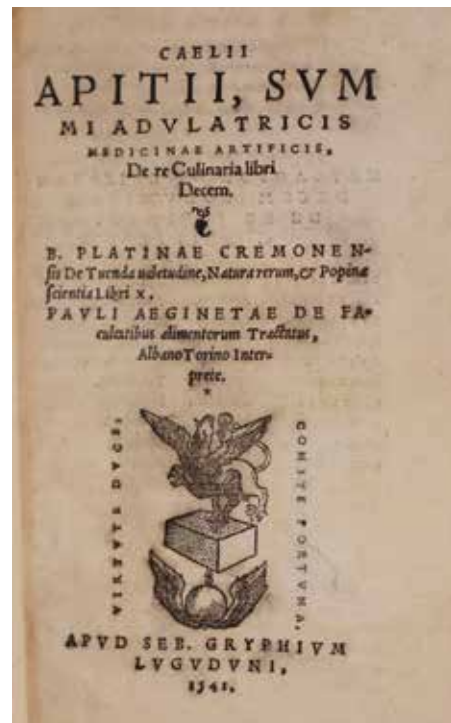 CAELII
APITII, SVM
MI ADVLATRICIS
MEDICINAE ARTIFICIS,
De re Culinaria libri
Decem.
B. PLATINAE CREMONEN-
sis De Tuenda ualetudine, Natura rerum, & Popinæ
scientia Libri x.
PAVLI AEGINETAE DE FA-
cultatibus alimentorum Tractatus,
Albano Torino Inter-
prete.
VIRTVTE DVCE,
COMITE FORTVNA.
APVD SEB. GRYPHIVM
LVGVDVNI,
1541.